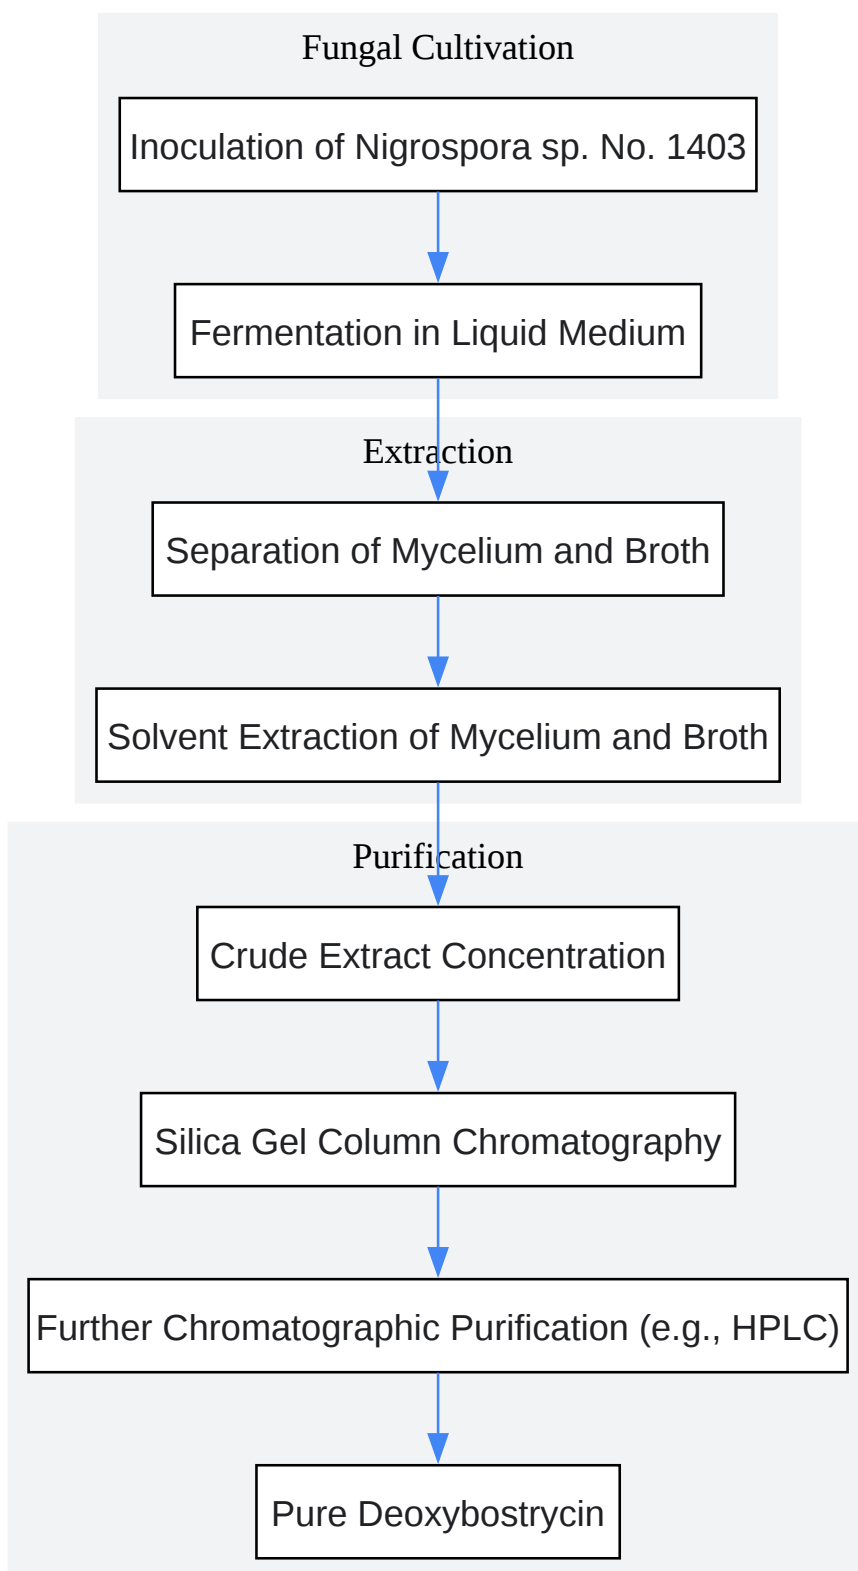 Fungal Cultivation
Inoculation of Nigrospora sp. No. 1403
Fermentation in Liquid Medium
Extraction
Separation of Mycelium and Broth
Solvent Extraction of Mycelium and Broth
Purification
Crude Extract Concentration
Silica Gel Column Chromatography
Further Chromatographic Purification (e.g., HPLC)
Pure Deoxybostrycin